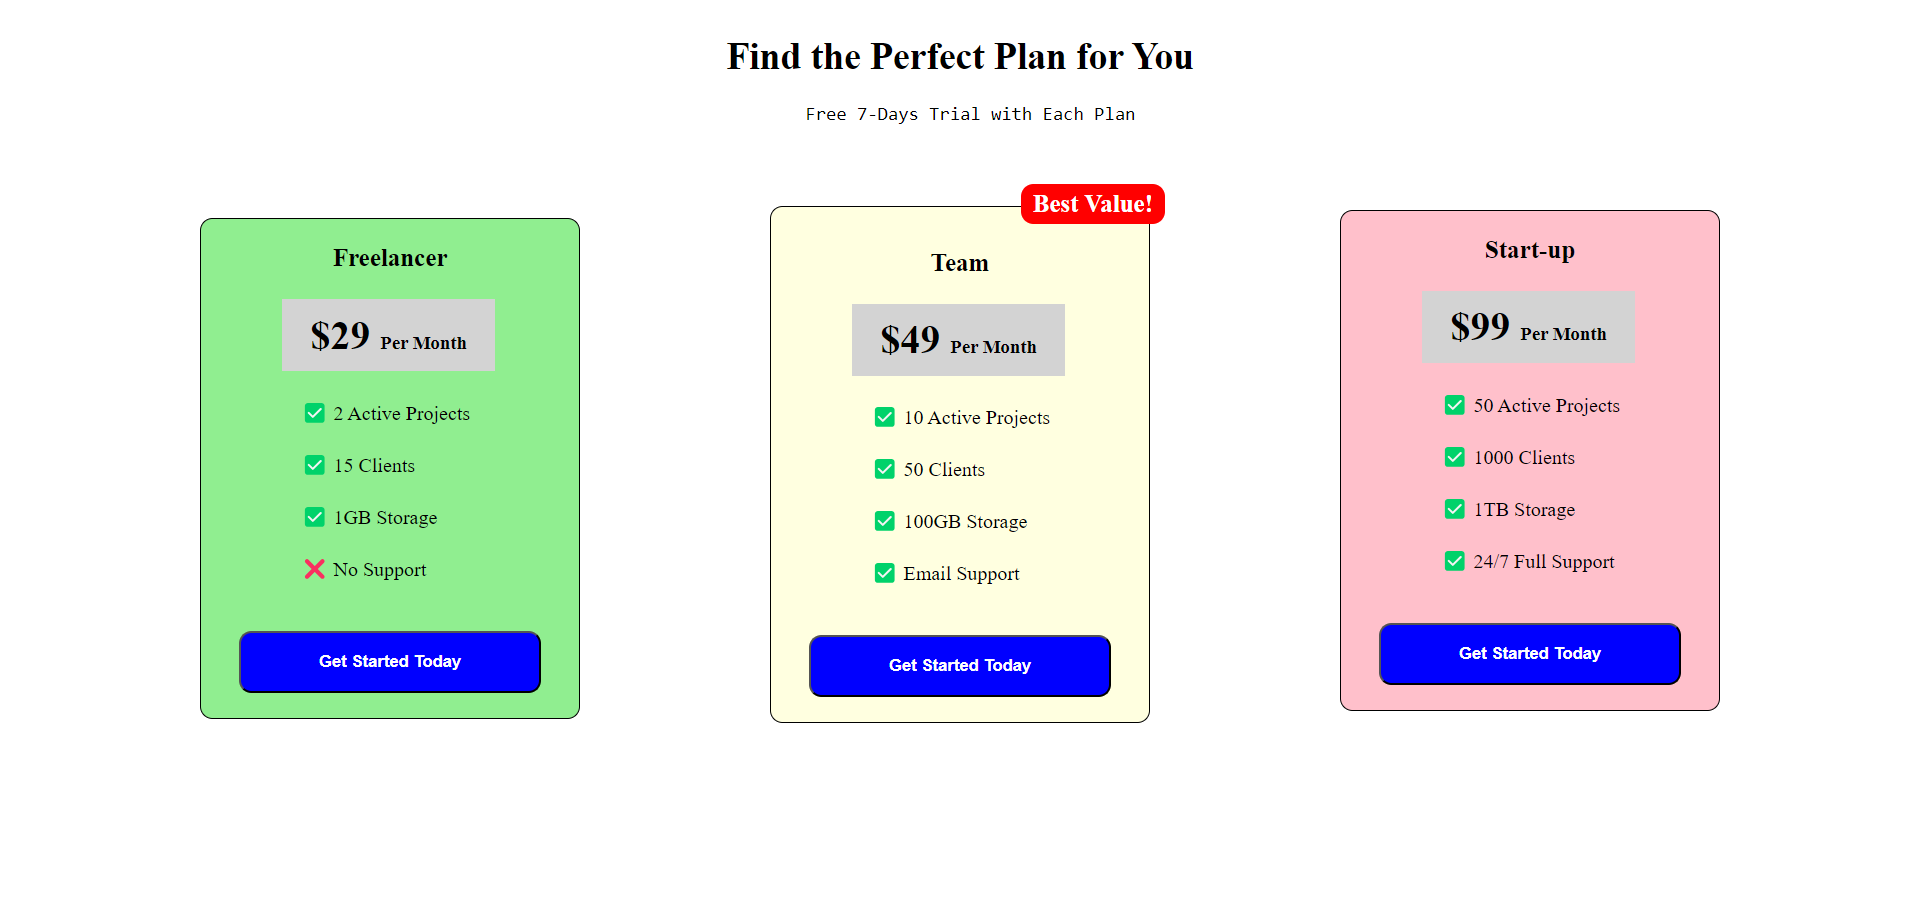 Find the Perfect Plan for You
Free 7-Days Trial with Each Plan
Freelancer
$29 Per Month
2 Active Projects
15 Clients
1GB Storage
No Support
Get Started Today
Best Value!
Team
$49 Per Month
10 Active Projects
50 Clients
100GB Storage
Email Support
Get Started Today
Start-up
$99 Per Month
50 Active Projects
1000 Clients
1TB Storage
24/7 Full Support
Get Started Today